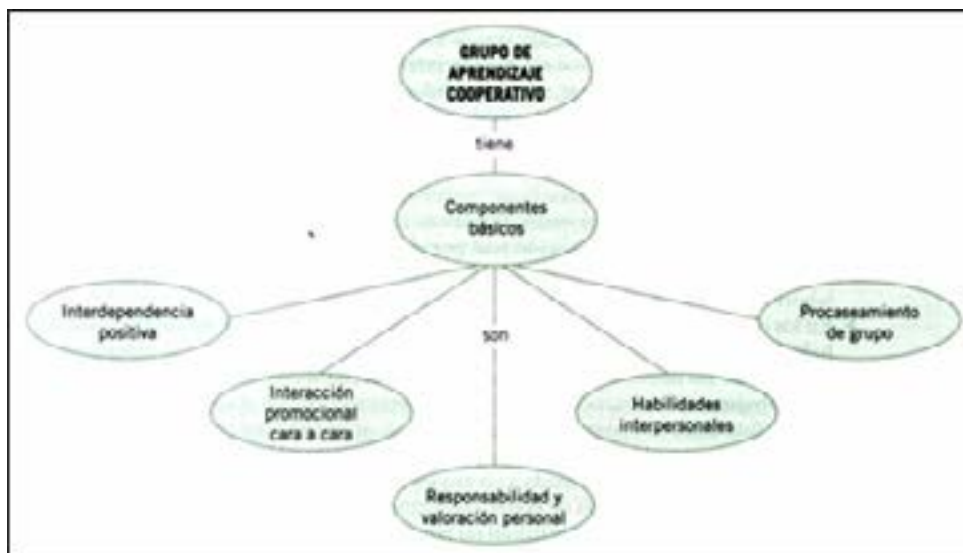 GRUPO DE
APRENDIZAJE
COOPERATIVO
tiene
Componentes
básicos
Interdependencia
positiva
Procaseamiento
de grupo
son
Interacción
promocional
cara a cara
Habilidades
interpersonales
Responsabilidad y
valoración personal